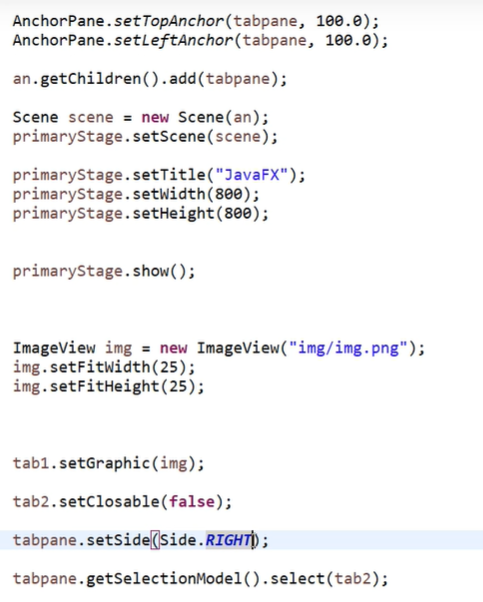 AnchorPane.setTopAnchor(tabpane, 100.0);
AnchorPane.setLeftAnchor(tabpane, 100.0);
an.getChildren().add(tabpane);
Scene scene = new Scene(an);
primaryStage.setScene(scene);
primaryStage.setTitle("JavaFX");
primaryStage.setWidth(800);
primaryStage.setHeight(800);
primaryStage.show();
ImageView img = new ImageView("img/img.png");
img.setFitWidth(25);
img.setFitHeight(25);
tab1.setGraphic(img);
tab2.setClosable(false);
tabpane.setSide(Side.RIGHT);
tabpane.getSelectionModel().select(tab2);